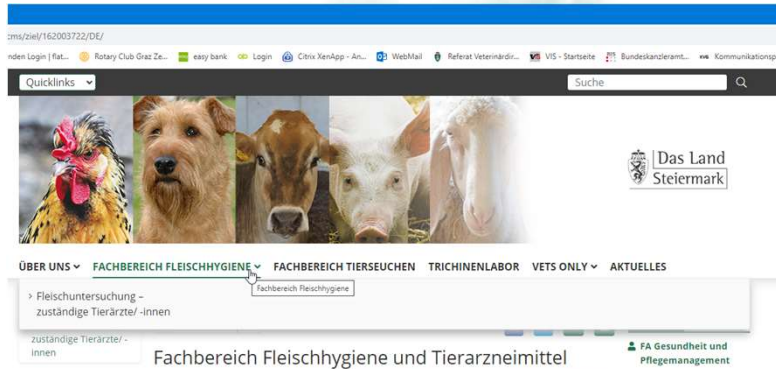 cms/ziel/162003722/DE/
nden Login | flat... Rotary Club Graz Ze... easy bank Login Citrix XenApp - An... WebMail Referat Veterinärdir... VIS - Startseite Bundeskanzleramt... Kommunikationsp
Quicklinks Suche
Das Land
Steiermark
ÜBER UNS FACHBEREICH FLEISCHHYGIENE FACHBEREICH TIERSEUCHEN TRICHINENLABOR VETS ONLY AKTUELLES
Fachbereich Fleischhygiene
> Fleischuntersuchung –
zuständige Tierärzte/ -innen
zuständige Tierärzte/ -
innen
Fachbereich Fleischhygiene und Tierarzneimittel
FA Gesundheit und
Pflegemanagement